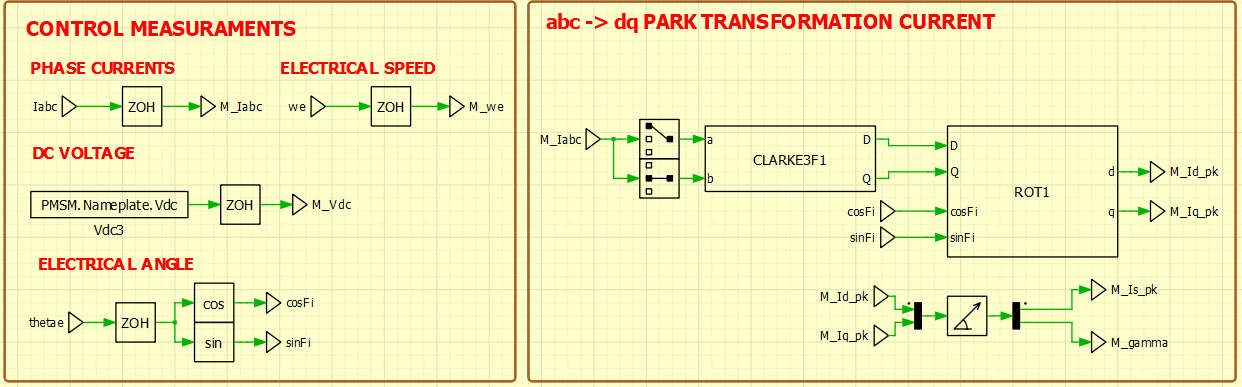 CONTROL MEASURAMENTS
PHASE CURRENTS
ELECTRICAL SPEED
Iabc
ZOH
M_Iabc
we
ZOH
M_we
DC VOLTAGE
PMSM. Nameplate. Vdc
ZOH
M_Vdc
Vdc3
ELECTRICAL ANGLE
thetae
ZOH
cos
cosFi
sin
sinFi
abc -> dq PARK TRANSFORMATION CURRENT
M_Iabc
a
b
CLARKE3F1
D
Q
cosFi
sinFi
D
Q
cosFi
sinFi
ROT1
d
q
M_Id_pk
M_Iq_pk
M_Id_pk
M_Iq_pk
M_Is_pk
M_gamma